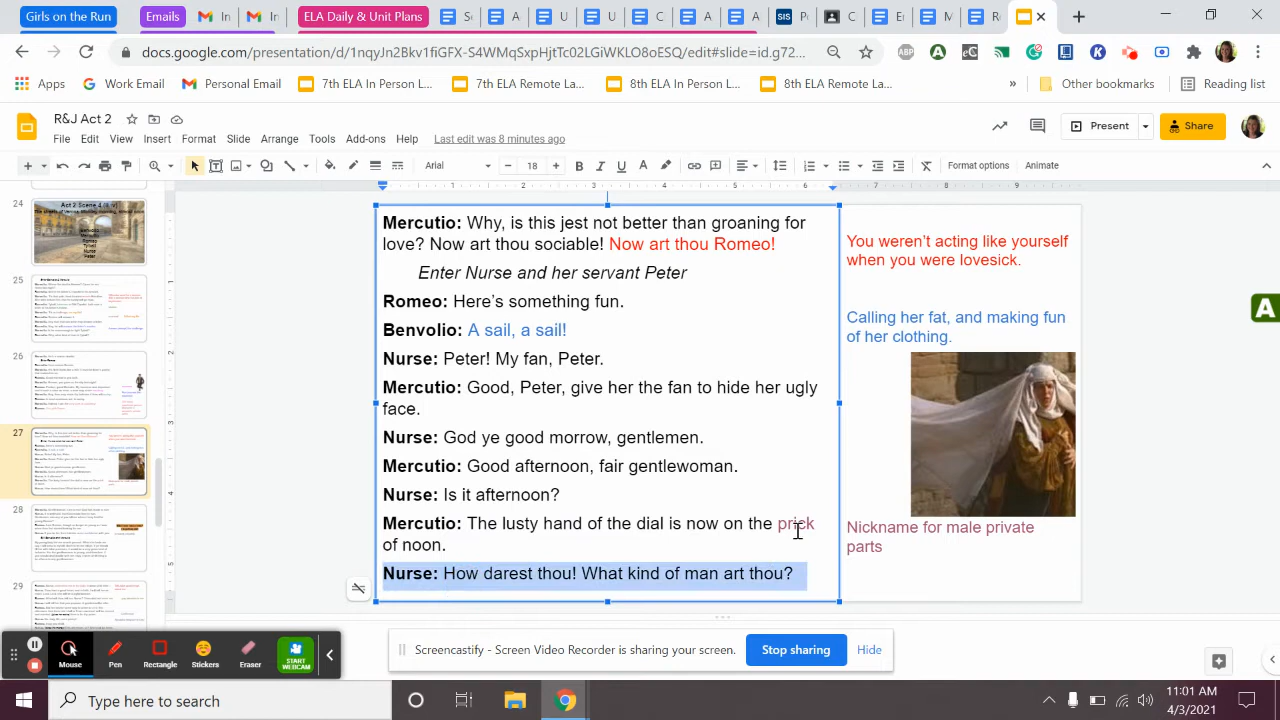 Girls on the Run
Emails
ELA Daily & Unit Plans
docs.google.com/presentation/d/1nqyJn2Bkv1fiGFX-SdWMqSxpHjtTc02LGiWKLO8oESQ/edit#slide=id.g72...
Apps
Work Email
Personal Email
7th ELA In Person L...
7th ELA Remote La...
8th ELA In Person L...
8th ELA Remote La...
»
Other bookmarks
Reading list
R&J Act 2
File Edit View Insert Format Slide Arrange Tools Add-ons Help Last edit was 8 minutes ago
Present
Share
Arial
18
Format options
Animate
24
25
26
27
28
29
Mercutio: Why, is this jest not better than groaning for
love? Now art thou sociable! Now art thou Romeo!
Enter Nurse and her servant Peter
Romeo: Here's something fun.
Benvolio: A sail, a sail!
Nurse: Peter. My fan, Peter.
Mercutio: Good Peter, give her the fan to hide her ugly
face.
Nurse: God ye good morrow, gentlemen.
Mercutio: Good afternoon, fair gentlewoman.
Nurse: Is it afternoon?
Mercutio: The lusty hand of the dial is now on the prick
of noon.
Nurse: How dare you! What kind of man art thou?
You weren't acting like yourself
when you were lovesick.
Calling her fat, and making fun
of her clothing.
Nickname for male private
parts
A
Mouse
Pen
Rectangle
Stickers
Eraser
START
WEBCAM
Screencastify - Screen Video Recorder is sharing your screen.
Stop sharing
Hide
Type here to search
11:01 AM
4/3/2021